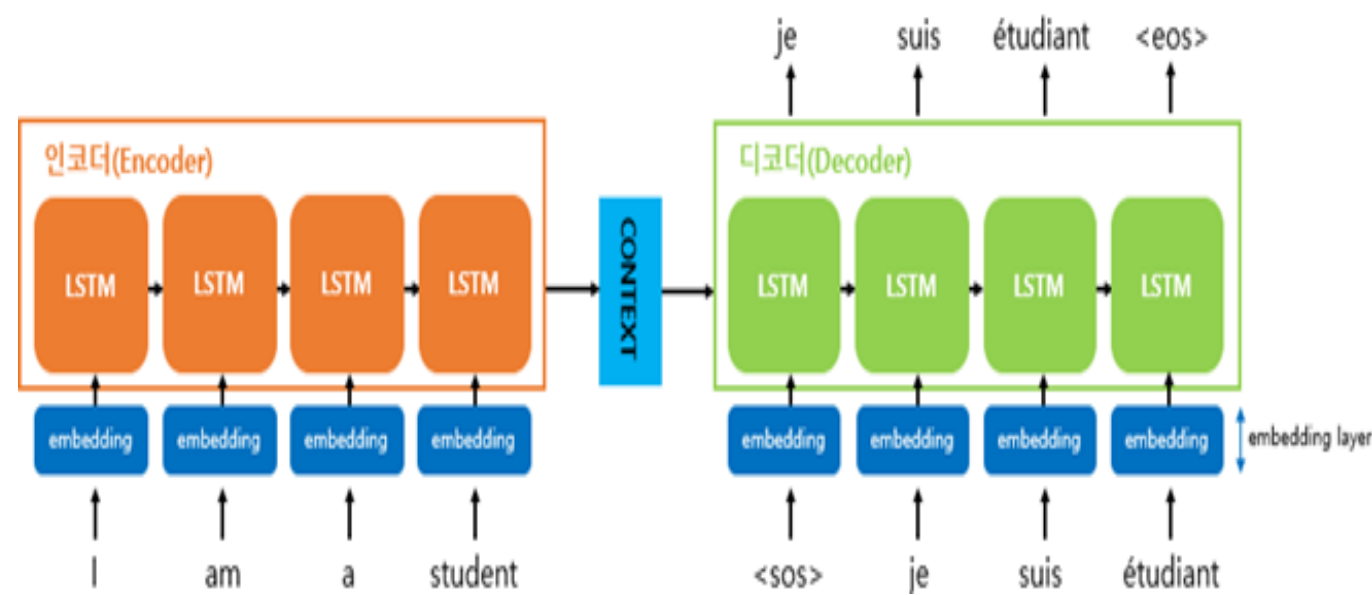 je suis étudiant <eos>
인코더(Encoder)
디코더(Decoder)
LSTM LSTM LSTM LSTM
CONTEXT
LSTM LSTM LSTM LSTM
embedding embedding embedding embedding
embedding embedding embedding embedding
embedding layer
I am a student
<sos> je suis étudiant